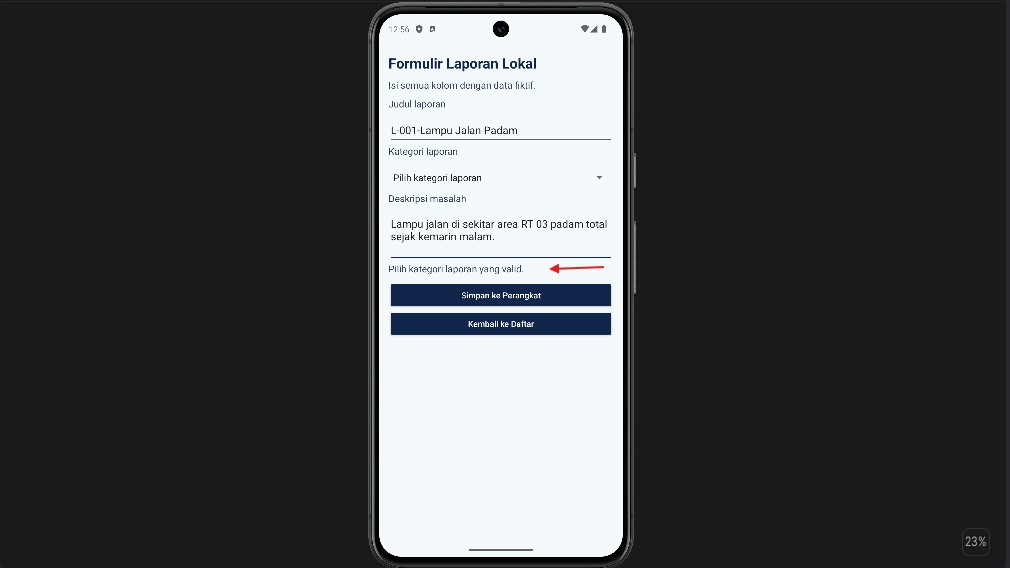 12:56
Formulir Laporan Lokal
Isi semua kolom dengan data fiktif.
Judul laporan
L-001-Lampu Jalan Padam
Kategori laporan
Pilih kategori laporan
Deskripsi masalah
Lampu jalan di sekitar area RT 03 padam total
sejak kemarin malam.
Pilih kategori laporan yang valid.
Simpan ke Perangkat
Kembali ke Daftar
23%